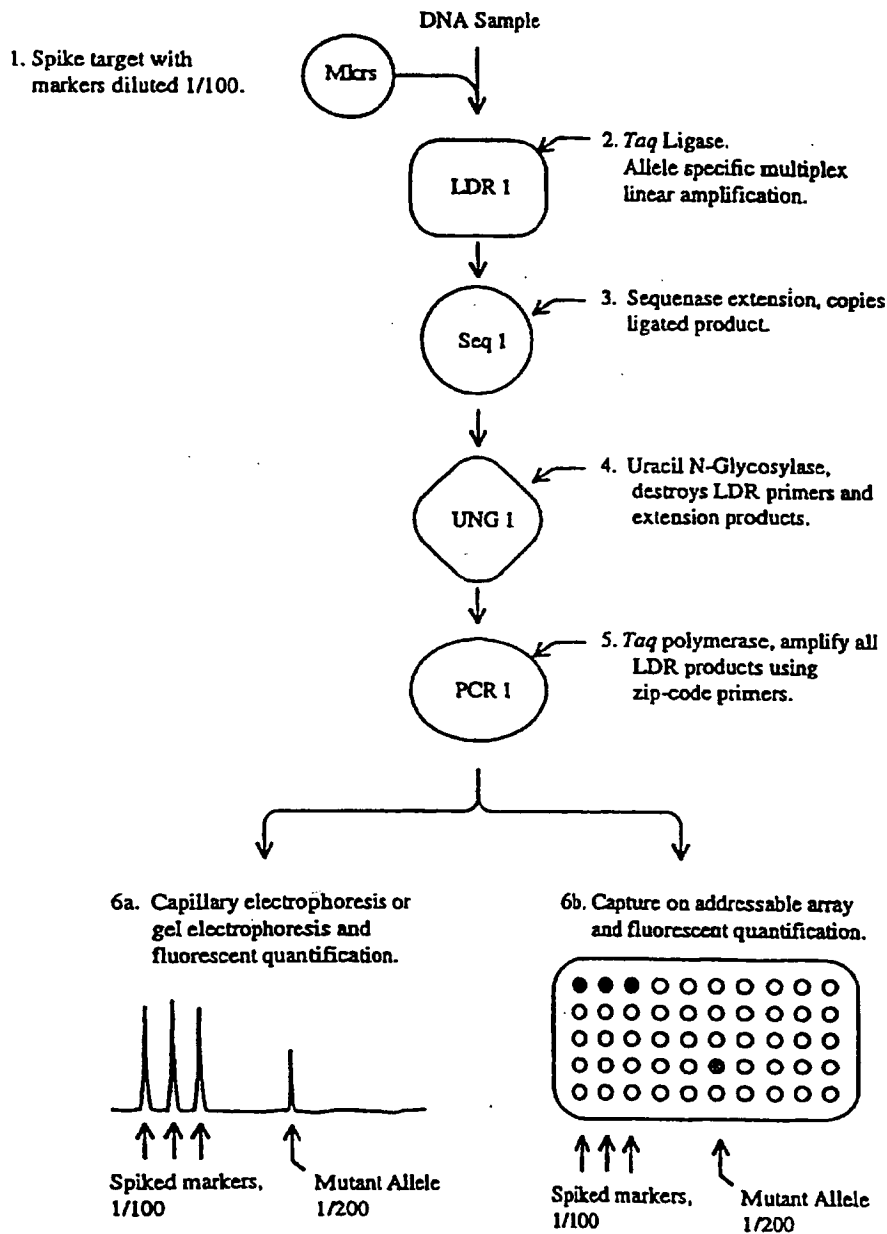 DNA Sample
1. Spike target with
markers diluted 1/100.
Mkrs
2. Taq Ligase.
Allele specific multiplex
linear amplification.
LDR 1
3. Sequenase extension, copies
ligated product.
Seq 1
4. Uracil N-Glycosylase,
destroys LDR primers and
extension products.
UNG 1
5. Taq polymerase, amplify all
LDR products using
zip-code primers.
PCR 1
6a. Capillary electrophoresis or
gel electrophoresis and
fluorescent quantification.
6b. Capture on addressable array
and fluorescent quantification.
Spiked markers,
1/100
Mutant Allele
1/200
Spiked markers,
1/100
Mutant Allele
1/200